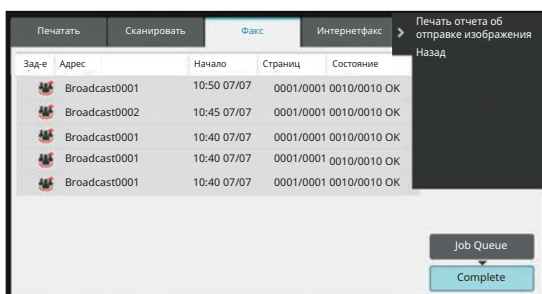 Печатать Сканировать Факс Интернетфакс
Печать отчета об
отправке изображения
Назад
Зад-е Адрес Начало Страниц Состояние
Broadcast0001 10:50 07/07 0001/0001 0010/0010 OK
Broadcast0002 10:45 07/07 0001/0001 0010/0010 OK
Broadcast0001 10:40 07/07 0001/0001 0010/0010 OK
Broadcast0001 10:40 07/07 0001/0001 0010/0010 OK
Broadcast0001 10:40 07/07 0001/0001 0010/0010 OK
Job Queue
Complete